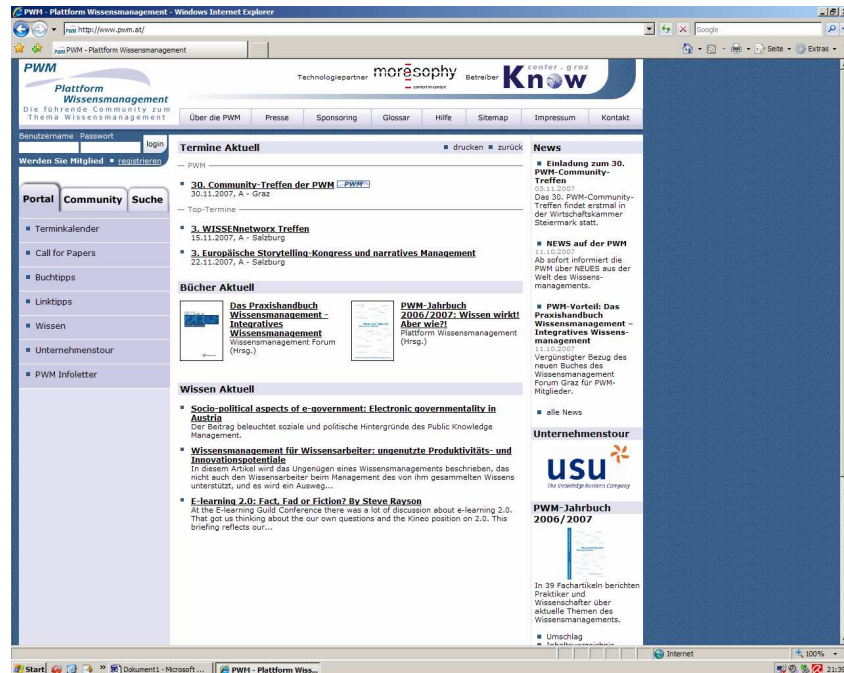 PWM - Plattform Wissensmanagement - Windows Internet Explorer
http://www.pwm.at/
Google
PWM - Plattform Wissensmanagement
Seite
Extras
PWM
Plattform
Wissensmanagement
Die führende Community zum
Thema Wissensmanagement
Technologiepartner
moresophy
content in context
Betreiber
center . graz
Know
Über die PWM
Presse
Sponsoring
Glossar
Hilfe
Sitemap
Impressum
Kontakt
Benutzername Passwort
login
Werden Sie Mitglied registrieren
Portal
Community
Suche
Terminkalender
Call for Papers
Buchtipps
Linktipps
Wissen
Unternehmenstour
PWM Infoletter
Termine Aktuell
drucken zurück
PWM
30. Community-Treffen der PWM PWM
30.11.2007, A - Graz
Top-Termine
3. WISSENnetworx Treffen
15.11.2007, A - Salzburg
3. Europäische Storytelling-Kongress und narratives Management
22.11.2007, A - Salzburg
Bücher Aktuell
Das Praxishandbuch
Wissensmanagement -
Integratives
Wissensmanagement
Wissensmanagement Forum
(Hrsg.)
PWM-Jahrbuch
2006/2007: Wissen wirkt!
Aber wie?!
Plattform Wissensmanagement
(Hrsg.)
Wissen Aktuell
Socio-political aspects of e-government: Electronic governmentality in
Austria
Der Beitrag beleuchtet soziale und politische Hintergründe des Public Knowledge
Management.
Wissensmanagement für Wissensarbeiter: ungenutzte Produktivitäts- und
Innovationspotentiale
In diesem Artikel wird das Ungenügen eines Wissensmanagements beschrieben, das
nicht auch den Wissensarbeiter beim Management des von ihm gesammelten Wissens
unterstützt, und es wird ein Ausweg...
E-learning 2.0: Fact, Fad or Fiction? By Steve Rayson
At the E-learning Guild Conference there was a lot of discussion about e-learning 2.0.
That got us thinking about the our own questions and the Kineo position on 2.0. This
briefing reflects our...
News
Einladung zum 30.
PWM-Community-
Treffen
05.11.2007
Das 30. PWM-Community-
Treffen findet erstmal in
der Wirtschaftskammer
Steiermark statt.
NEWS auf der PWM
11.10.2007
Ab sofort informiert die
PWM über NEUES aus der
Welt des Wissens-
managements.
PWM-Vorteil: Das
Praxishandbuch
Wissensmanagement –
Integratives Wissens-
management
11.10.2007
Vergünstigter Bezug des
neuen Buches des
Wissensmanagement
Forum Graz für PWM-
Mitglieder.
alle News
Unternehmenstour
usu
The Knowledge Business Company
PWM-Jahrbuch
2006/2007
In 39 Fachartikeln berichten
Praktiker und
Wissenschafter über
aktuelle Themen des
Wissensmanagements.
Umschlag
Inhaltsverzeichnis
Internet
100%
Start
Dokument1 - Microsoft ...
PWM - Plattform Wiss...
21:39